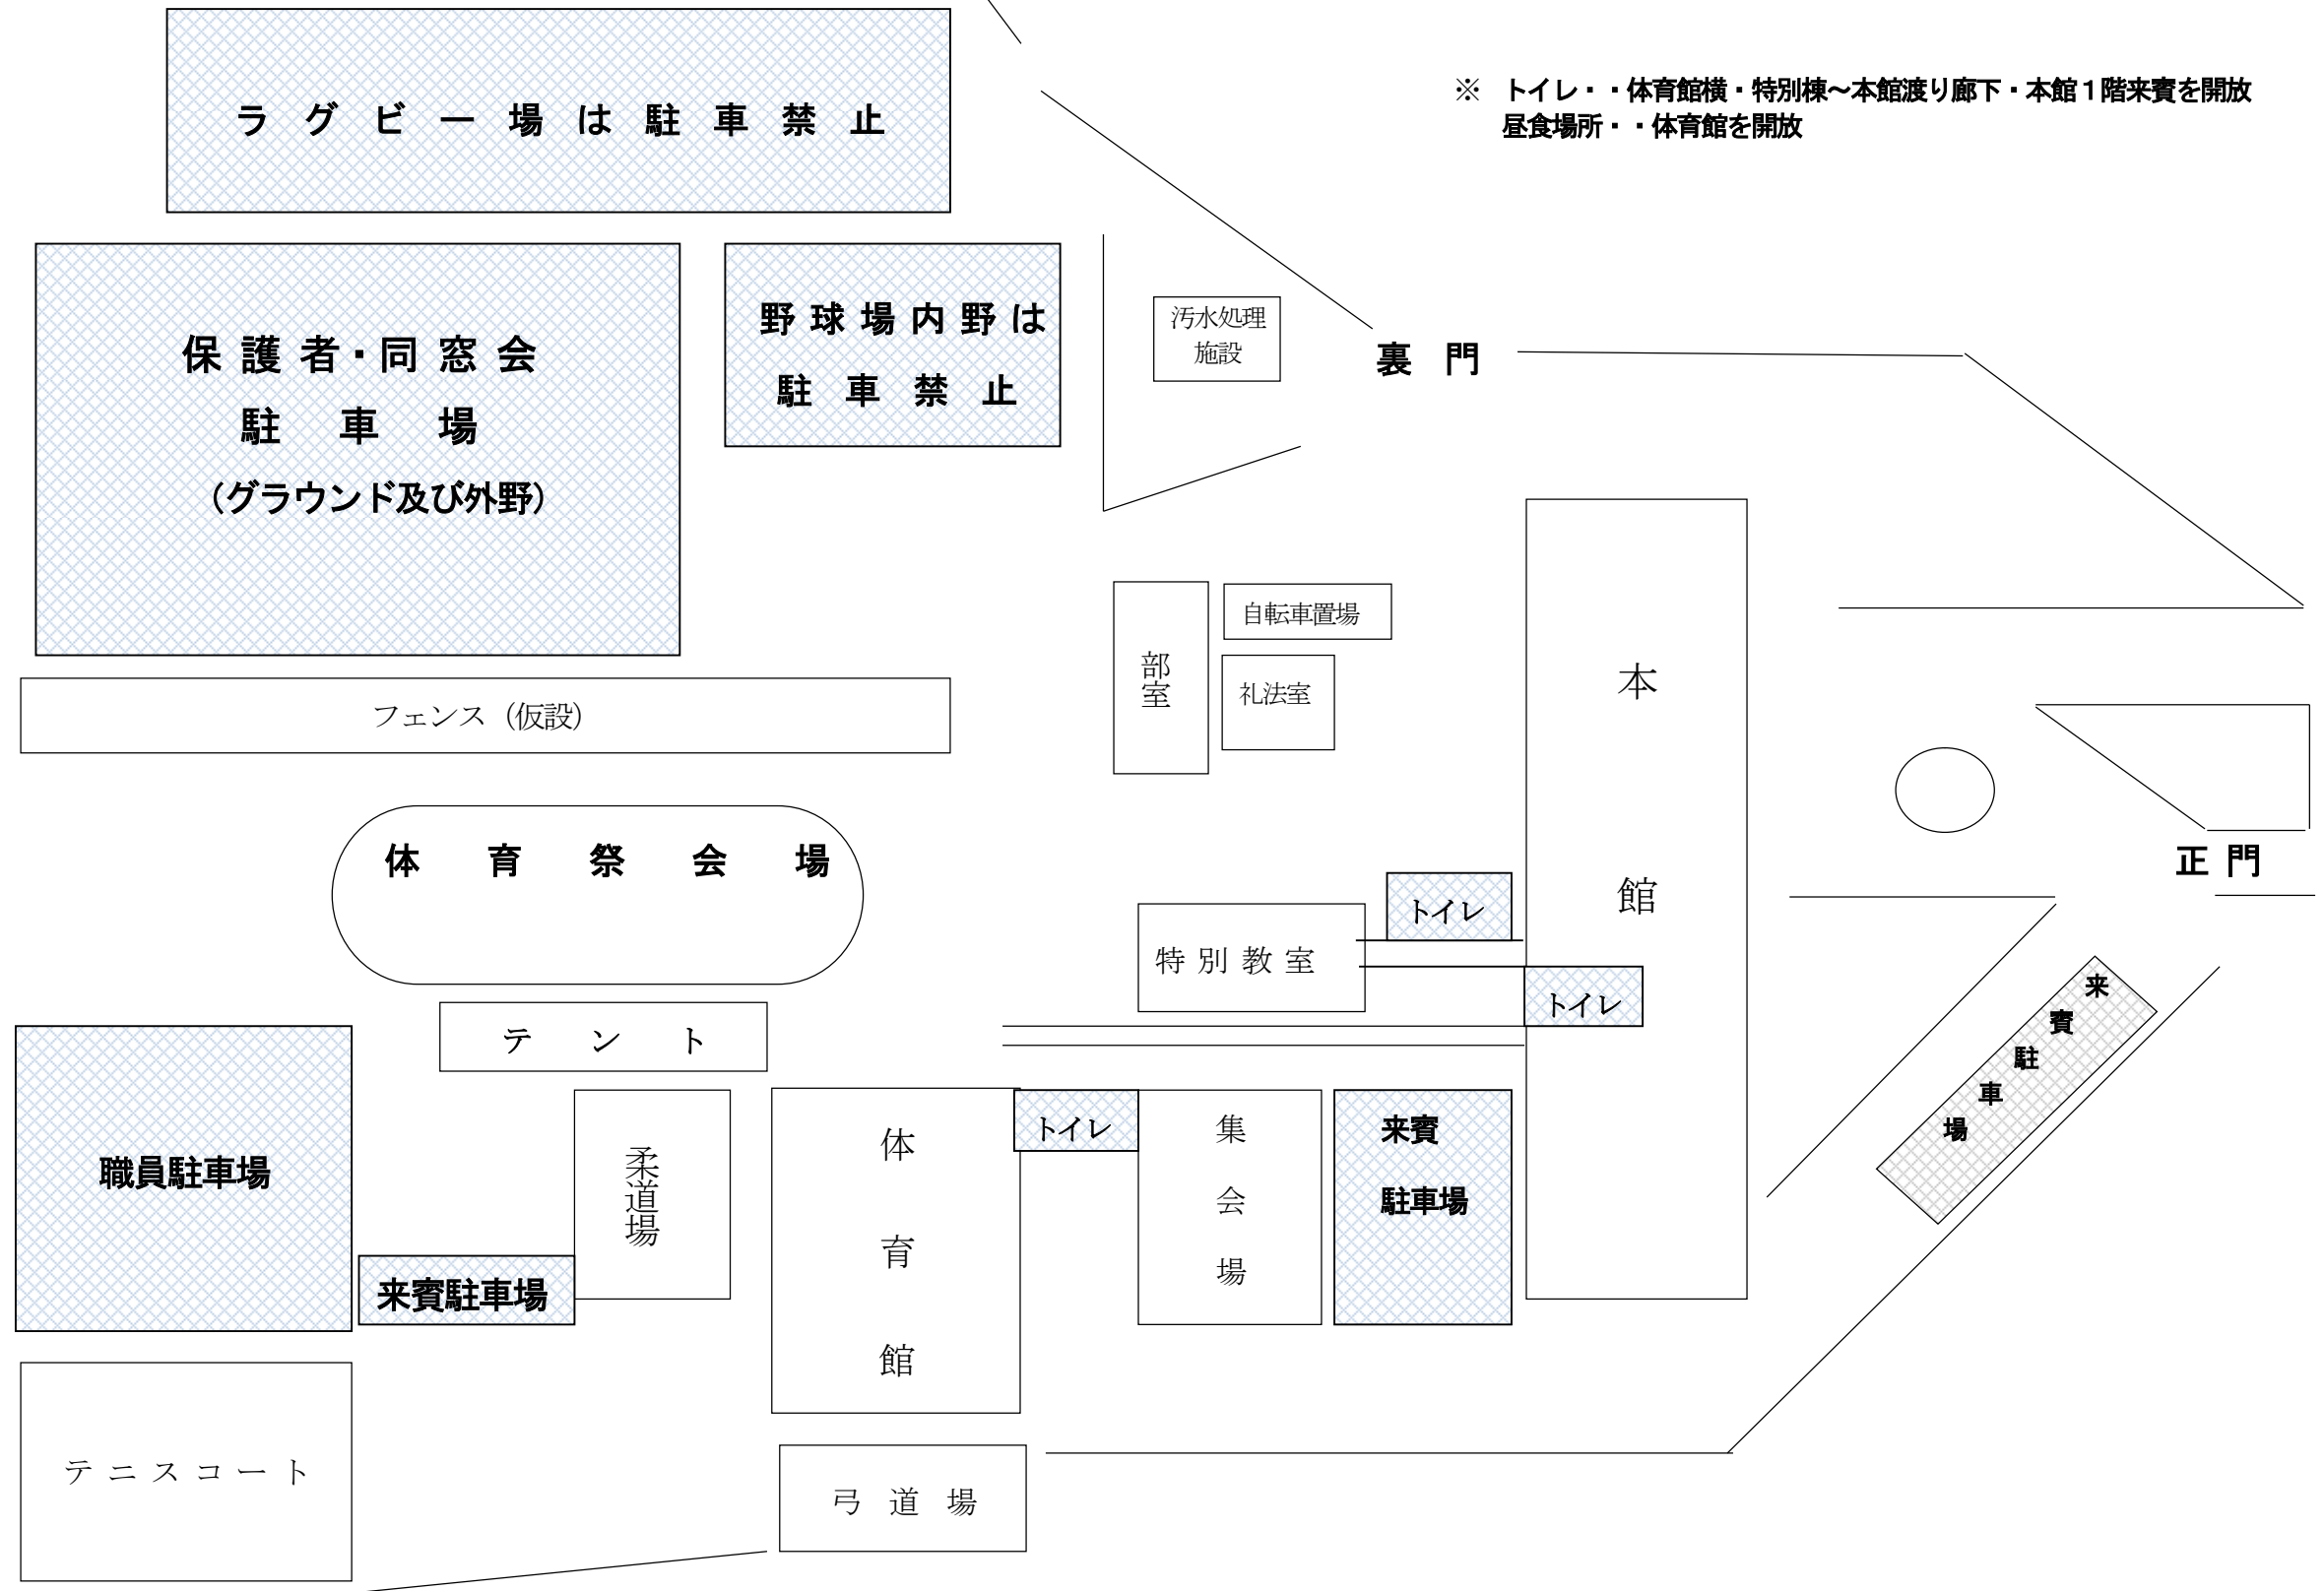 ラグビー場は駐車禁止
※　トイレ・・体育館横・特別棟～本館渡り廊下・本館１階来賓を開放
昼食場所・・体育館を開放
保護者・同窓会
駐車場
（グラウンド及び外野）
野球場内野は
駐車禁止
汚水処理
施設
裏門
部室
自転車置場
礼法室
本館
フェンス（仮設）
体育祭会場
正門
トイレ
特別教室
トイレ
来賓駐車場
テント
職員駐車場
柔道場
体育館
トイレ
集会場
来賓
駐車場
来賓駐車場
テニスコート
弓道場